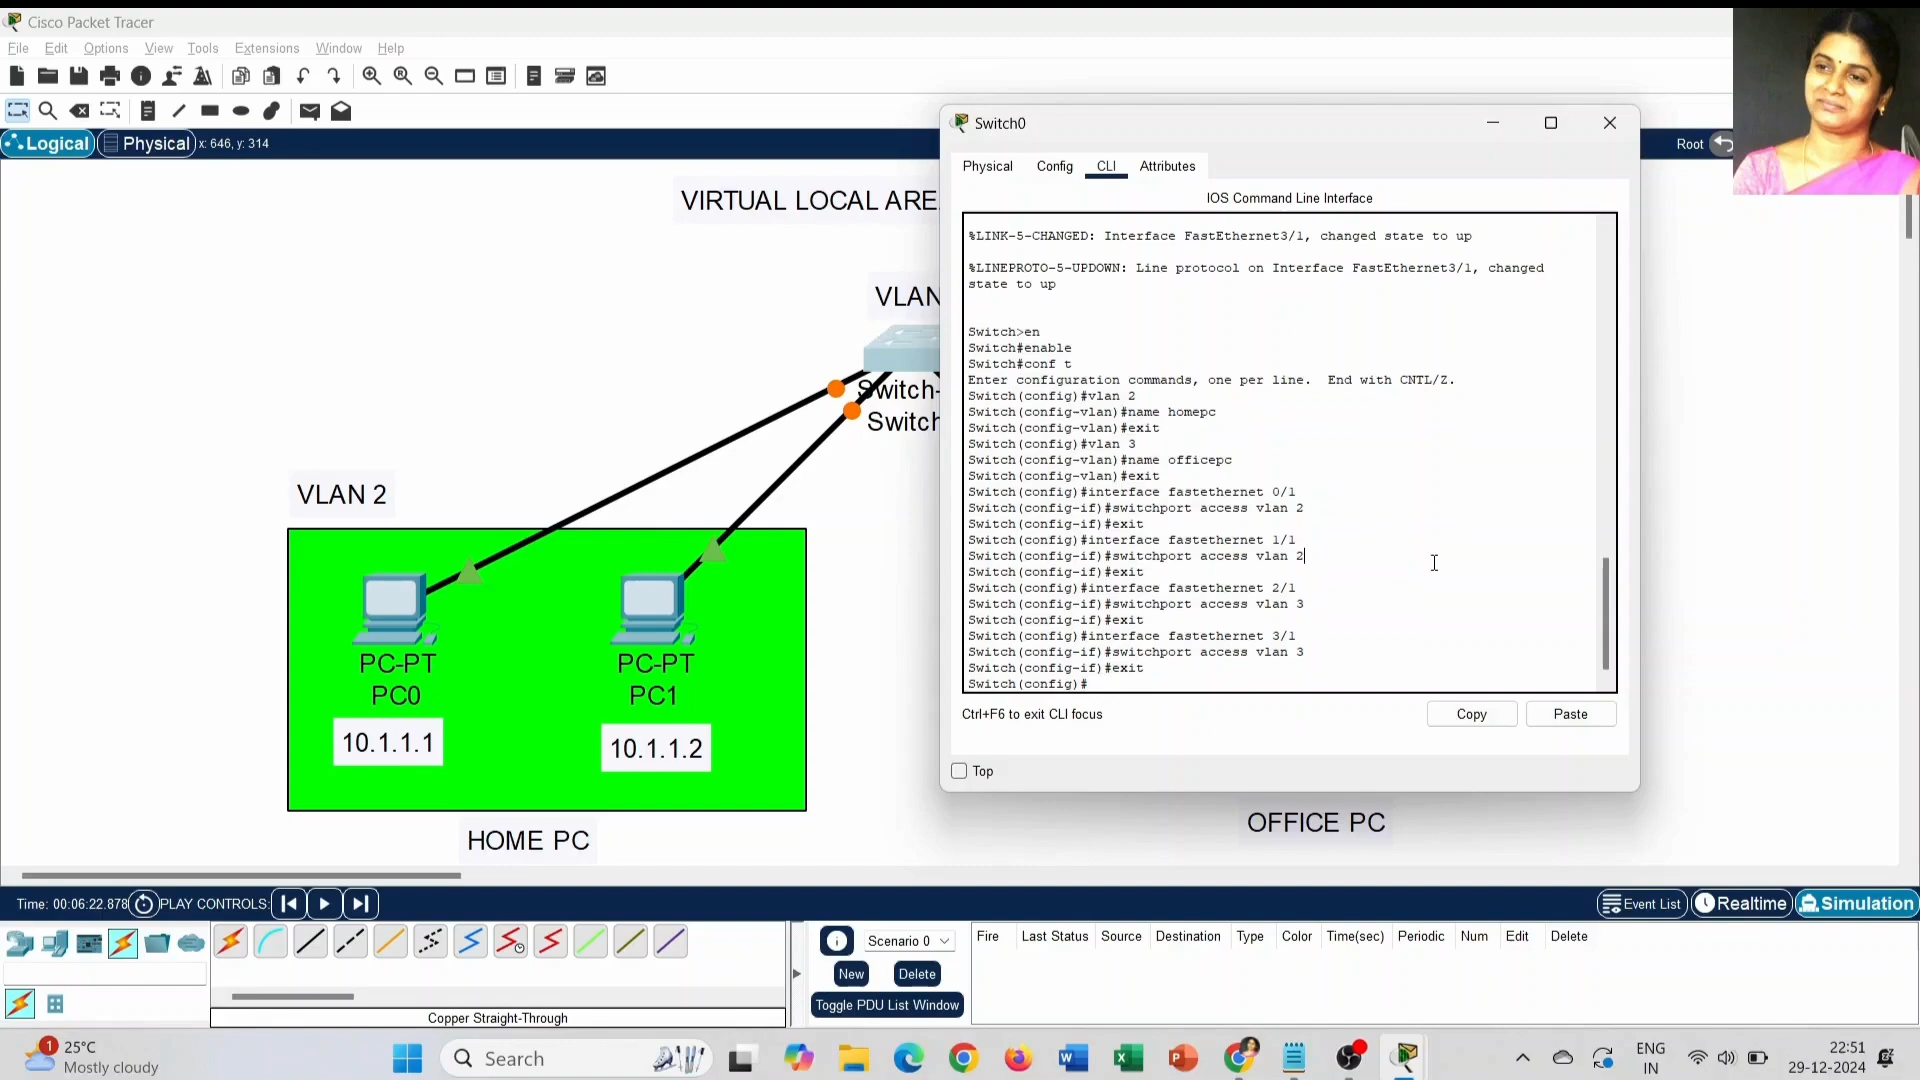 Cisco Packet Tracer
File Edit Options View Tools Extensions Window Help
Logical Physical x: 646, y: 314
Root
VIRTUAL LOCAL ARE
VLAN
Switch-
Switch
VLAN 2
PC-PT
PC0
10.1.1.1
PC-PT
PC1
10.1.1.2
HOME PC
OFFICE PC
Switch0
Physical Config CLI Attributes
IOS Command Line Interface
%LINK-5-CHANGED: Interface FastEthernet3/1, changed state to up
%LINEPROTO-5-UPDOWN: Line protocol on Interface FastEthernet3/1, changed
state to up
Switch>en
Switch#enable
Switch#conf t
Enter configuration commands, one per line. End with CNTL/Z.
Switch(config)#vlan 2
Switch(config-vlan)#name homepc
Switch(config-vlan)#exit
Switch(config)#vlan 3
Switch(config-vlan)#name officepc
Switch(config-vlan)#exit
Switch(config)#interface fastethernet 0/1
Switch(config-if)#switchport access vlan 2
Switch(config-if)#exit
Switch(config)#interface fastethernet 1/1
Switch(config-if)#switchport access vlan 2
Switch(config-if)#exit
Switch(config)#interface fastethernet 2/1
Switch(config-if)#switchport access vlan 3
Switch(config-if)#exit
Switch(config)#interface fastethernet 3/1
Switch(config-if)#switchport access vlan 3
Switch(config-if)#exit
Switch(config)#
Ctrl+F6 to exit CLI focus
Copy Paste
Top
Time: 00:06:22.878 PLAY CONTROLS:
Event List Realtime Simulation
Scenario 0
New Delete
Toggle PDU List Window
Fire Last Status Source Destination Type Color Time(sec) Periodic Num Edit Delete
Copper Straight-Through
1
25°C
Mostly cloudy
Search
ENG
IN
22:51
29-12-2024